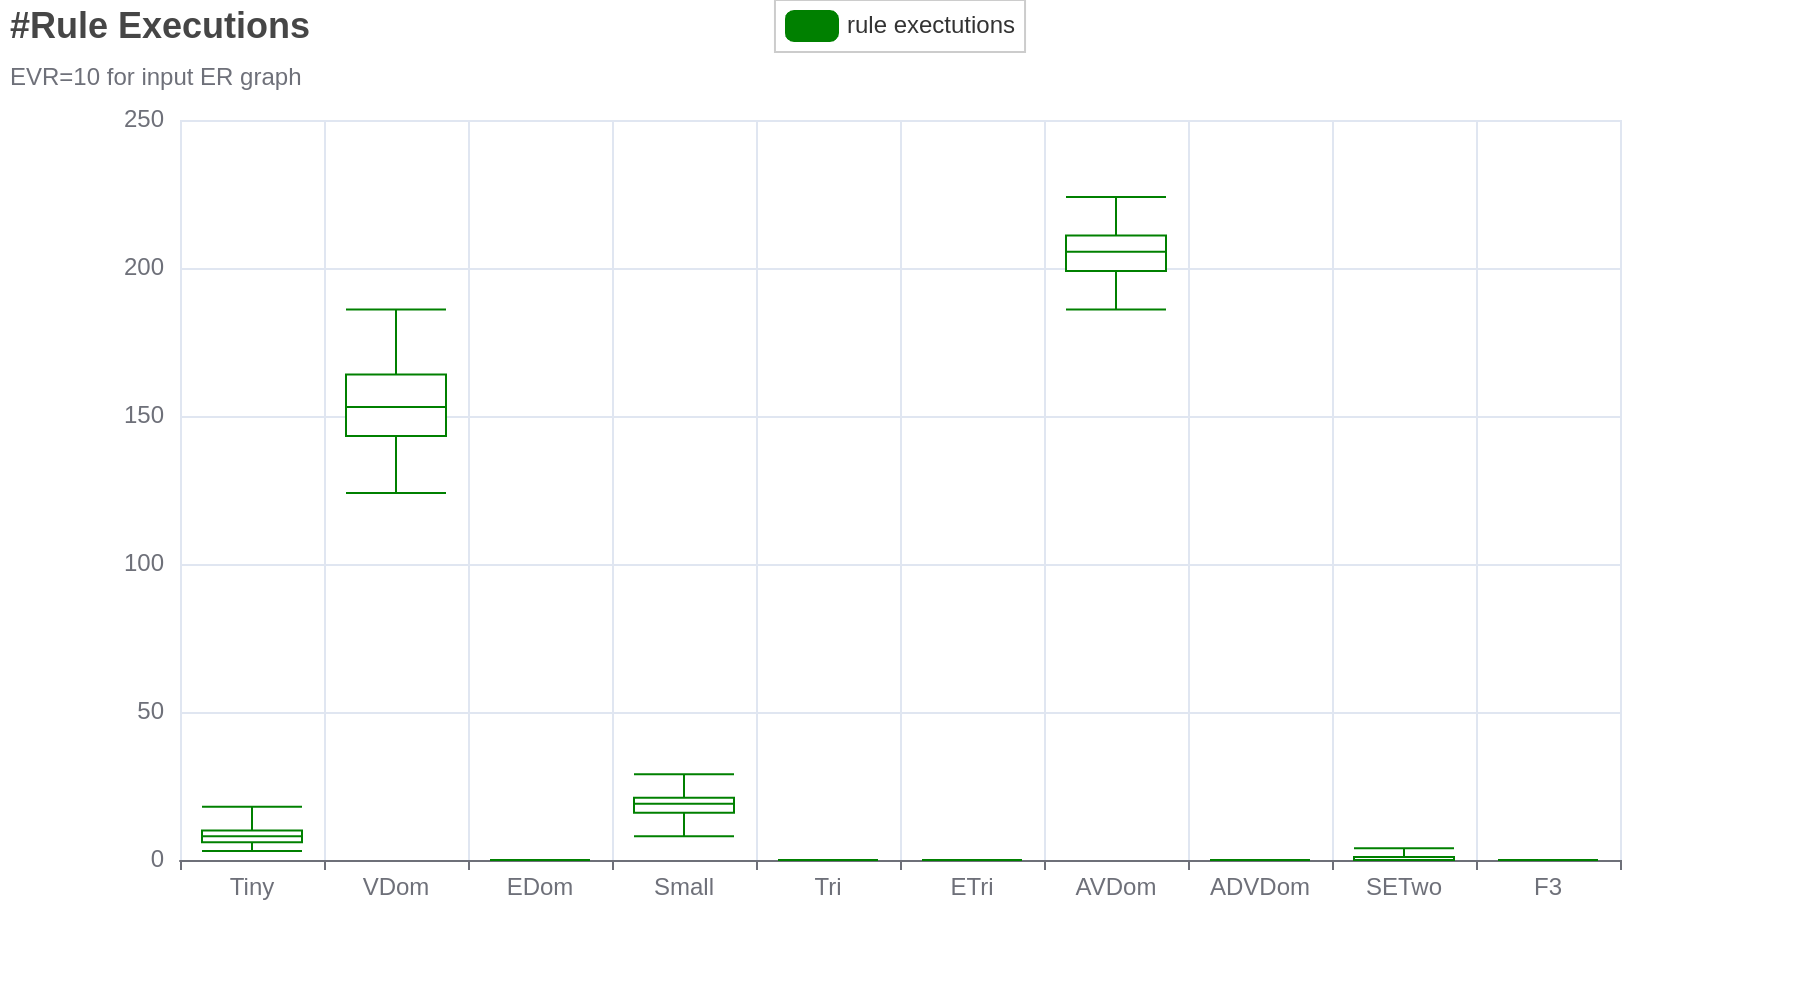 #Rule Executions
rule exectutions
EVR=10 for input ER graph
250
200
150
100
50
0
Tiny VDom EDom Small Tri ETri AVDom ADVDom SETwo F3